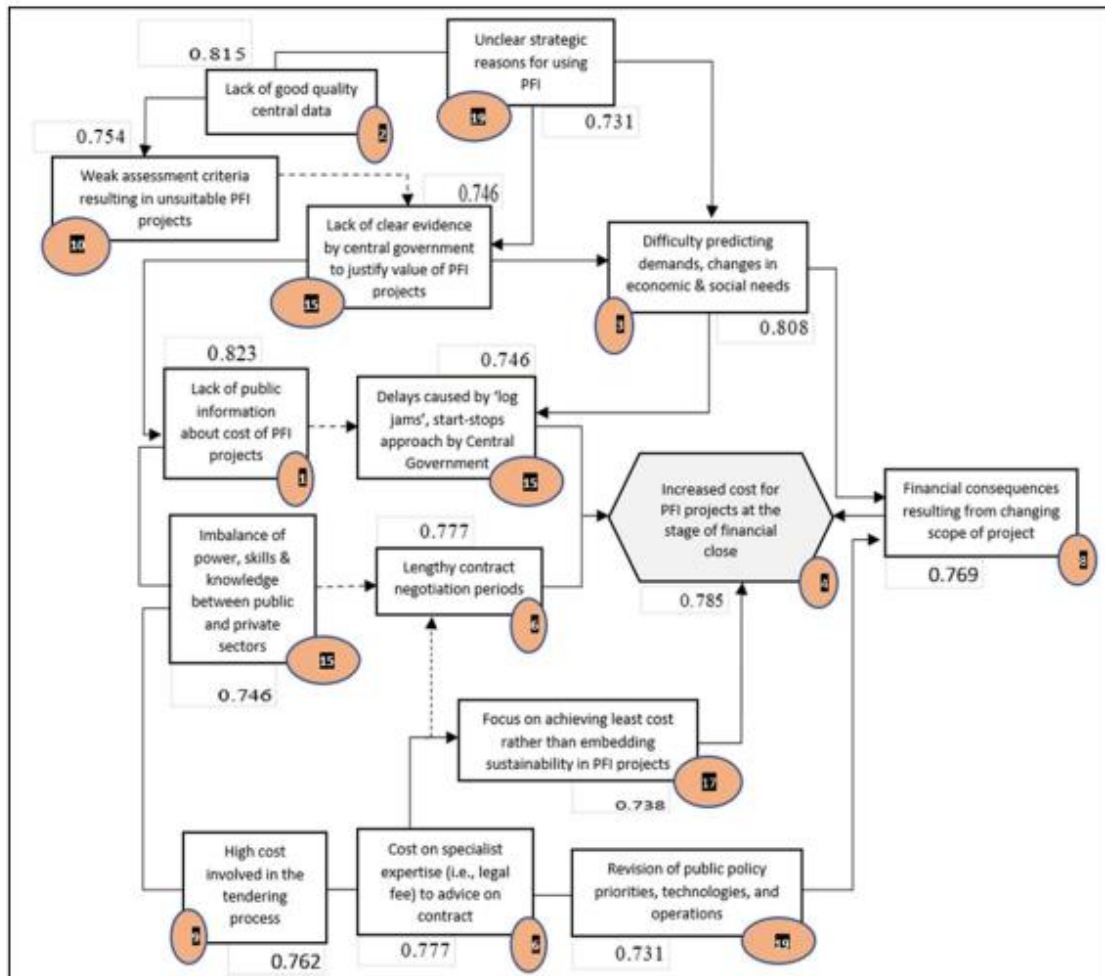 0.815
Unclear strategic
reasons for using
PFI
19
0.731
Lack of good quality
central data
2
0.754
Weak assessment criteria
resulting in unsuitable PFI
projects
10
0.746
Lack of clear evidence
by central government
to justify value of PFI
projects
15
Difficulty predicting
demands, changes in
economic & social needs
3
0.808
0.823
Lack of public
information
about cost of PFI
projects
1
0.746
Delays caused by 'log
jams', start-stops
approach by Central
Government
15
Increased cost for
PFI projects at the
stage of financial
close
4
0.785
Financial consequences
resulting from changing
scope of project
8
0.769
Imbalance of
power, skills &
knowledge
between public
and private
sectors
15
0.746
0.777
Lengthy contract
negotiation periods
6
Focus on achieving least
cost rather than embedding
sustainability in PFI projects
17
0.738
High cost
involved in the
tendering
process
9
0.762
Cost on specialist
expertise (i.e., legal
fee) to advice on
contract
6
0.777
Revision of public policy
priorities, technologies, and
operations
19
0.731